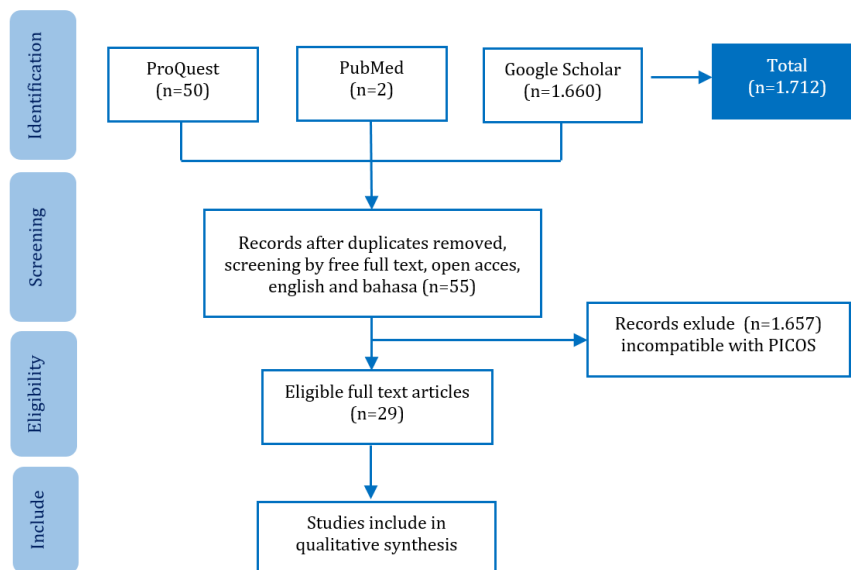 Identification
ProQuest
(n=50)
PubMed
(n=2)
Google Scholar
(n=1.660)
Total
(n=1.712)
Screening
Records after duplicates removed,
screening by free full text, open acces,
english and bahasa (n=55)
Records exlude (n=1.657)
incompatible with PICOS
Eligibility
Eligible full text articles
(n=29)
Include
Studies include in
qualitative synthesis